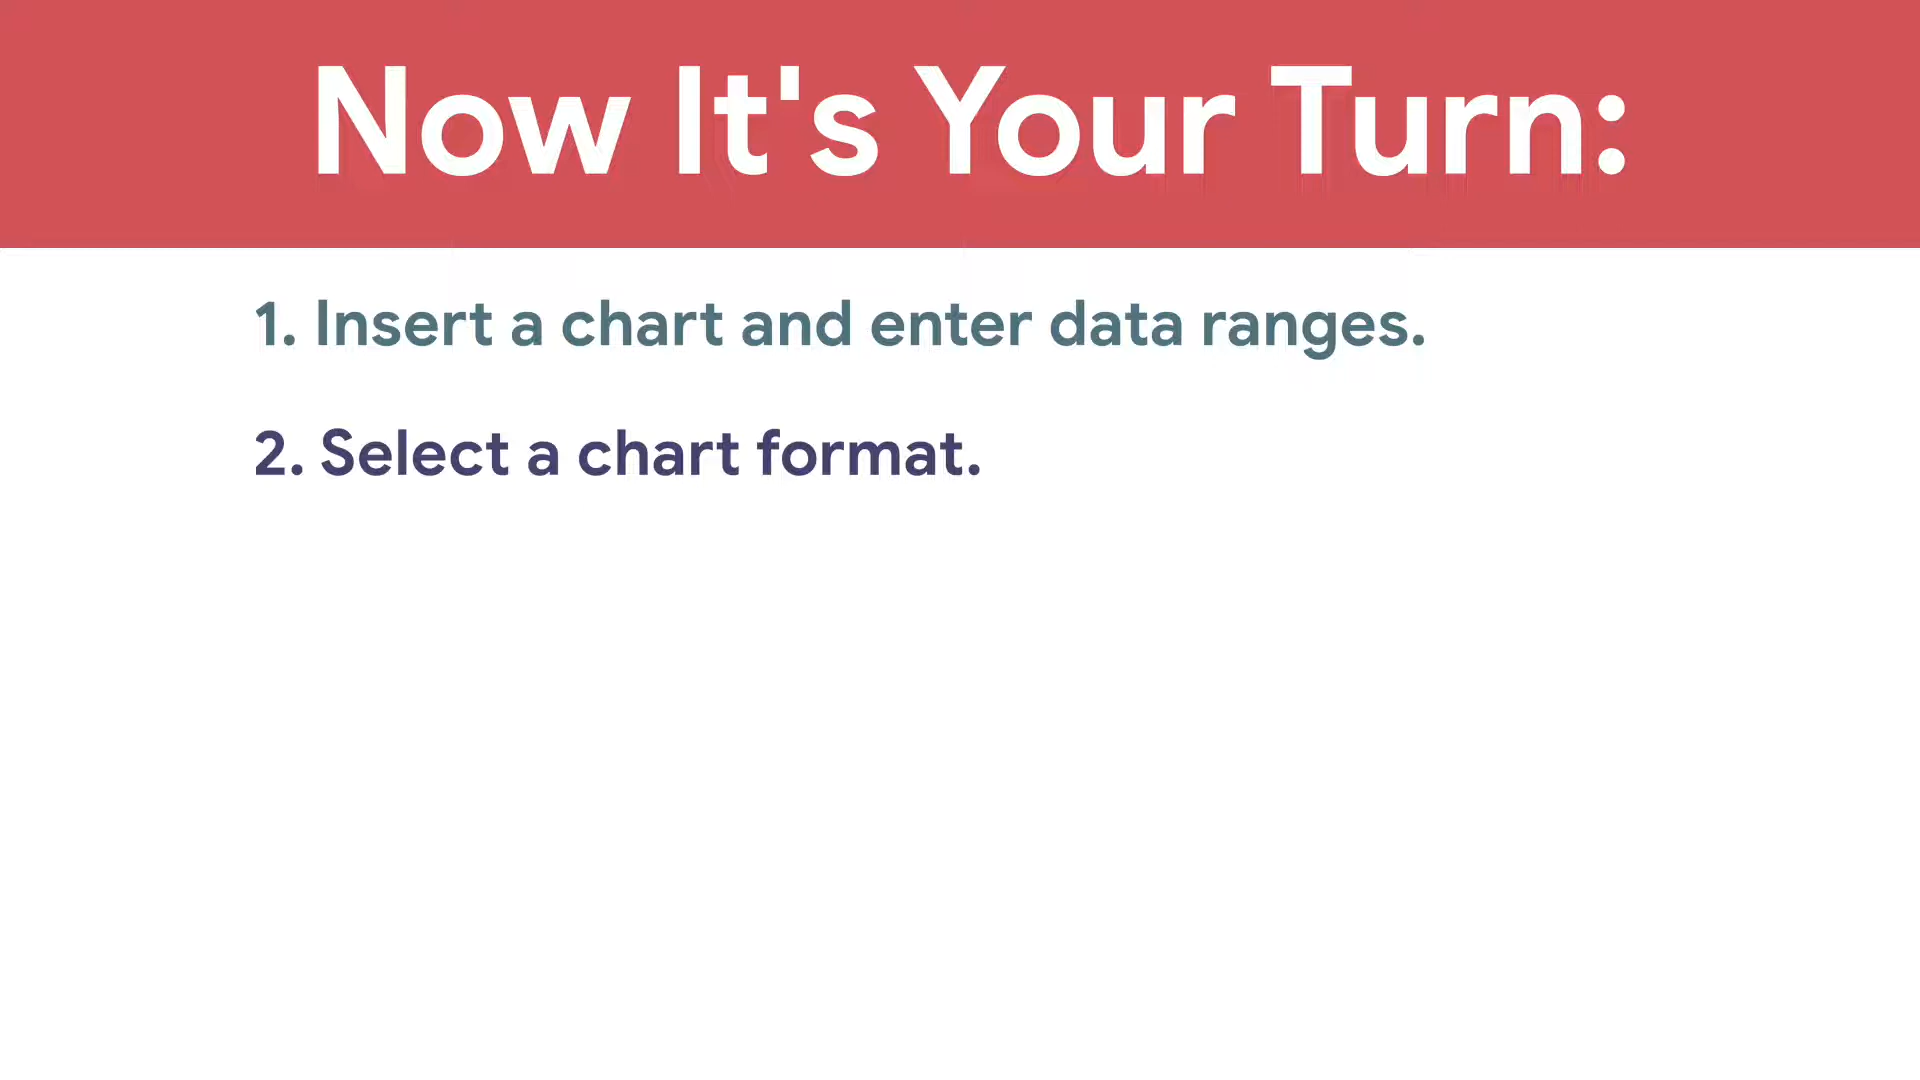 Now It's Your Turn:
1. Insert a chart and enter data ranges.
2. Select a chart format.